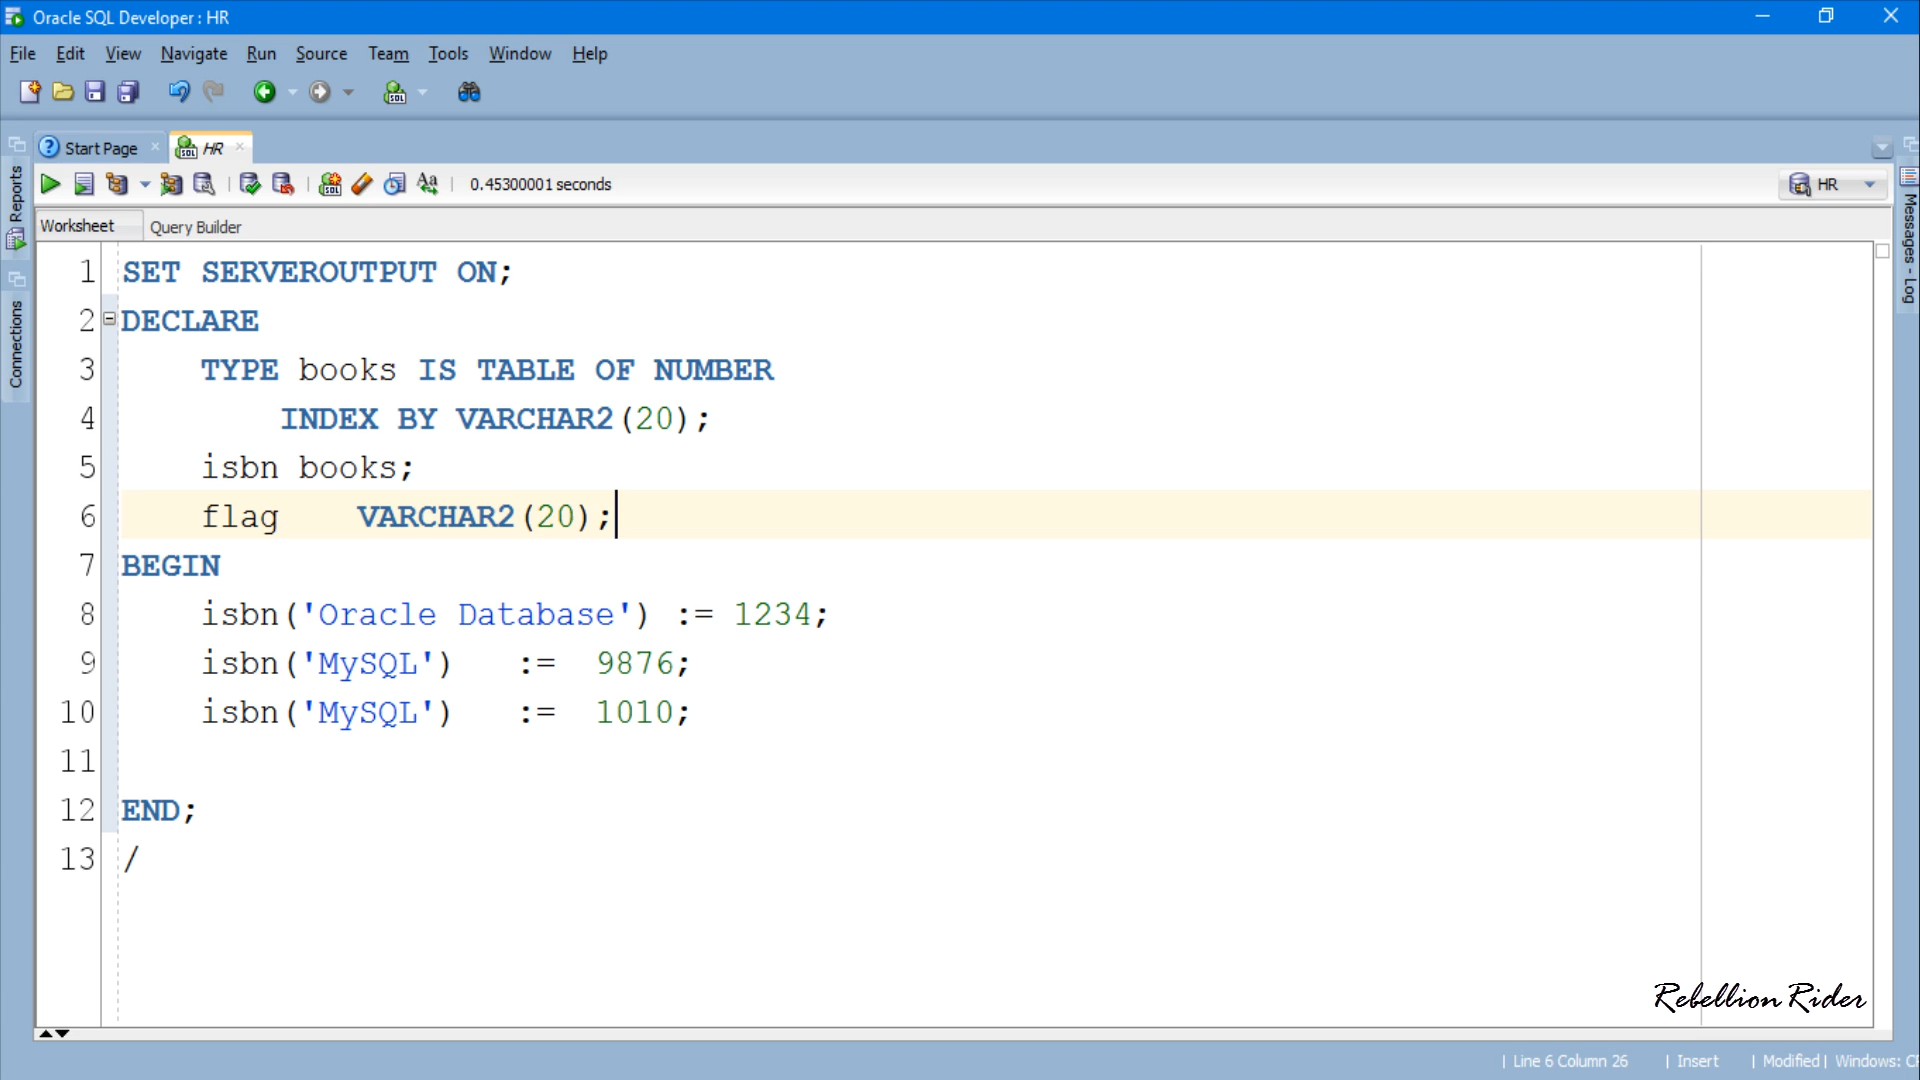 Oracle SQL Developer : HR
File Edit View Navigate Run Source Team Tools Window Help
Start Page HR
0.45300001 seconds
HR
Worksheet Query Builder
Reports
Connections
Messages - Log
1 SET SERVEROUTPUT ON;
2 DECLARE
3 TYPE books IS TABLE OF NUMBER
4 INDEX BY VARCHAR2(20);
5 isbn books;
6 flag VARCHAR2(20);
7 BEGIN
8 isbn('Oracle Database') := 1234;
9 isbn('MySQL') := 9876;
10 isbn('MySQL') := 1010;
11
12 END;
13 /
Rebellion Rider
| Line 6 Column 26 | Insert | Modified | Windows: